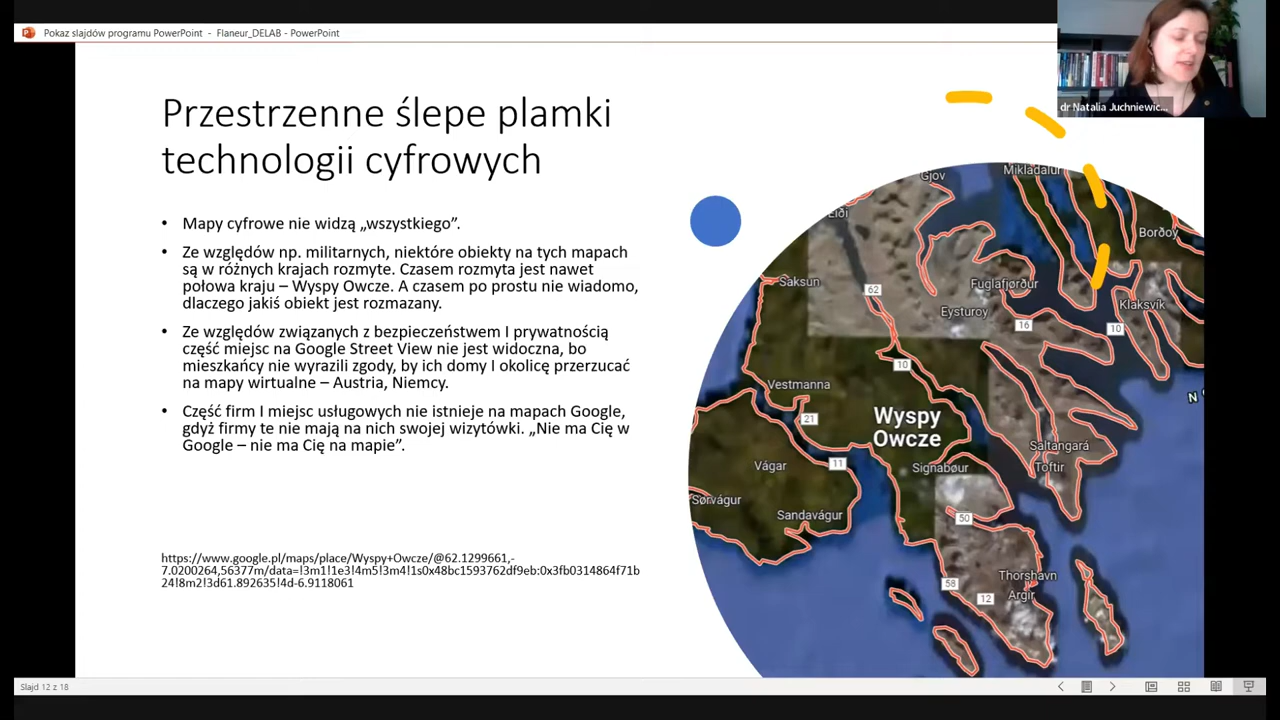 Pokaz slajdów programu PowerPoint - Flaneur_DELAB - PowerPoint
dr Natalia Juchniewic...
Przestrzenne ślepe plamki
technologii cyfrowych
• Mapy cyfrowe nie widzą „wszystkiego”.
• Ze względów np. militarnych, niektóre obiekty na tych mapach
są w różnych krajach rozmyte. Czasem rozmyta jest nawet
połowa kraju – Wyspy Owcze. A czasem po prostu nie wiadomo,
dlaczego jakiś obiekt jest rozmazany.
• Ze względów związanych z bezpieczeństwem I prywatnością
część miejsc na Google Street View nie jest widoczna, bo
mieszkańcy nie wyrazili zgody, by ich domy I okolicę przerzucać
na mapy wirtualne – Austria, Niemcy.
• Część firm I miejsc usługowych nie istnieje na mapach Google,
gdyż firmy te nie mają na nich swojej wizytówki. „Nie ma Cię w
Google – nie ma Cię na mapie”.
https://www.google.pl/maps/place/Wyspy+Owcze/@62.1299661,-
7.0200264,56377m/data=!3m1!1e3!4m5!3m4!1s0x48bc1593762df9eb:0x3fb0314864f71b
24!8m2!3d61.892635!4d-6.9118061
Gjov
Mikladalur
Eiði
Borðoy
Saksun
62
Fuglafjørður
Klaksvík
Eysturoy
16
10
10
Vestmanna
21
Wyspy
Owcze
N
Saltangará
Toftir
11
Vágar
Signabøur
Sørvágur
Sandavágur
50
Thorshavn
58
Argir
12
Slajd 12 z 18